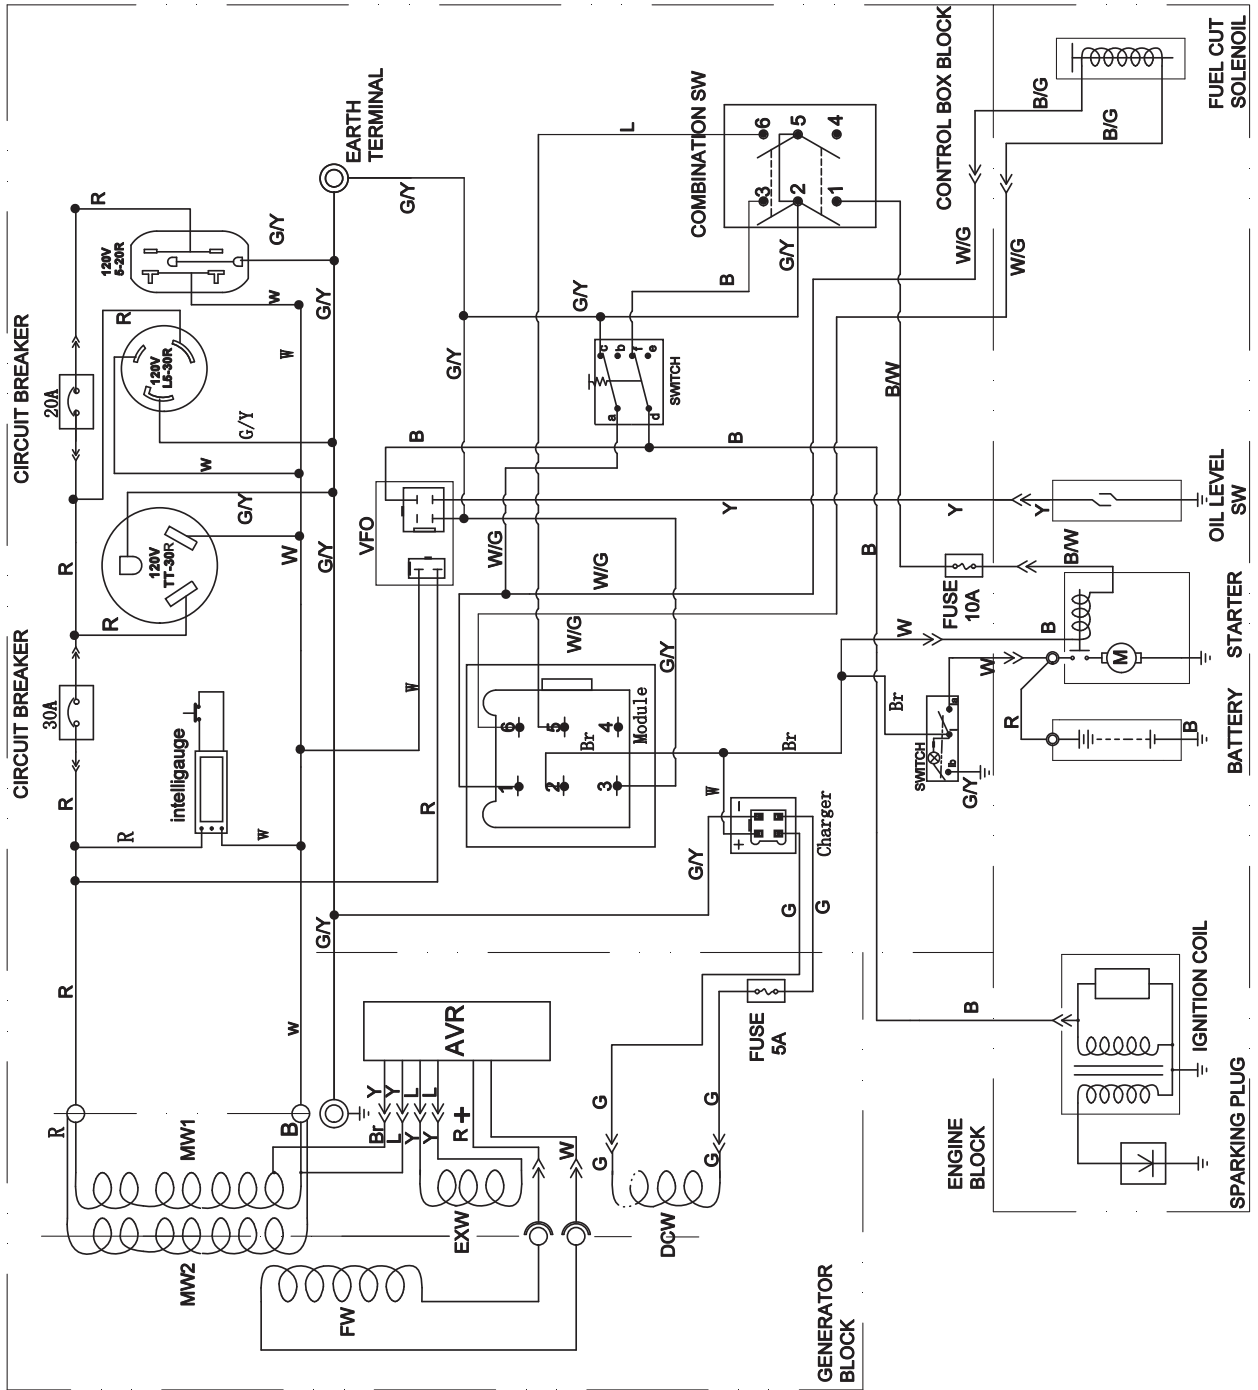 CIRCUIT BREAKER
30A
CIRCUIT BREAKER
20A
R
R
R
R
R
R
R
R
intelligauge
R
W
120V
TT-30R
G/Y
W
120V
L5-30R
G/Y
W
120V
5-20R
G/Y
W
W
W
W
G/Y
G/Y
G/Y
EARTH
TERMINAL
G/Y
G/Y
VFO
B
W
R
W/G
W/G
W/G
G/Y
G/Y
L
B
G/Y
B
Y
SWITCH
a
b
c
d
e
f
COMBINATION SW
1
2
3
4
5
6
B/W
W/G
W/G
CONTROL BOX BLOCK
B/G
B/G
FUEL CUT
SOLENOIL
Module
1
2
3
4
5
6
Br
Br
Br
W
G/Y
Charger
+
-
G
G
B
W
W
FUSE
10A
B/W
Y
Y
OIL LEVEL
SW
B
M
STARTER
R
B
BATTERY
SWITCH
G/Y
Ia
I
Ib
B
IGNITION COIL
SPARKING PLUG
ENGINE
BLOCK
AVR
FUSE
5A
Y
Y
L
L
Br
L
Y
Y
R
+
W
G
G
G
G
R
B
MW1
MW2
EXW
FW
DCW
GENERATOR
BLOCK